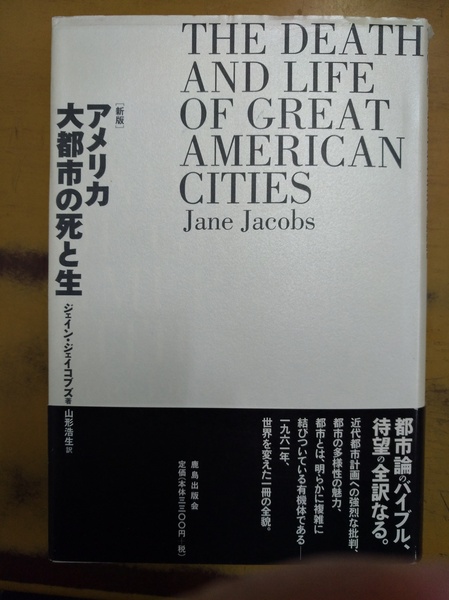 THE DEATH
AND LIFE
OF GREAT
AMERICAN
CITIES
Jane Jacobs
［新版］
アメリカ
大都市の死と生
ジェイン・ジェイコブズ 著
山形浩生 訳
都市論のバイブル、
待望の全訳なる。
近代都市計画への強烈な批判、
都市の多様性の魅力、
都市とは、明らかに複雑に
結びついている有機体である——
一九六一年、
世界を変えた一冊の全貌。
鹿島出版会
定価（本体三三〇〇円+税）